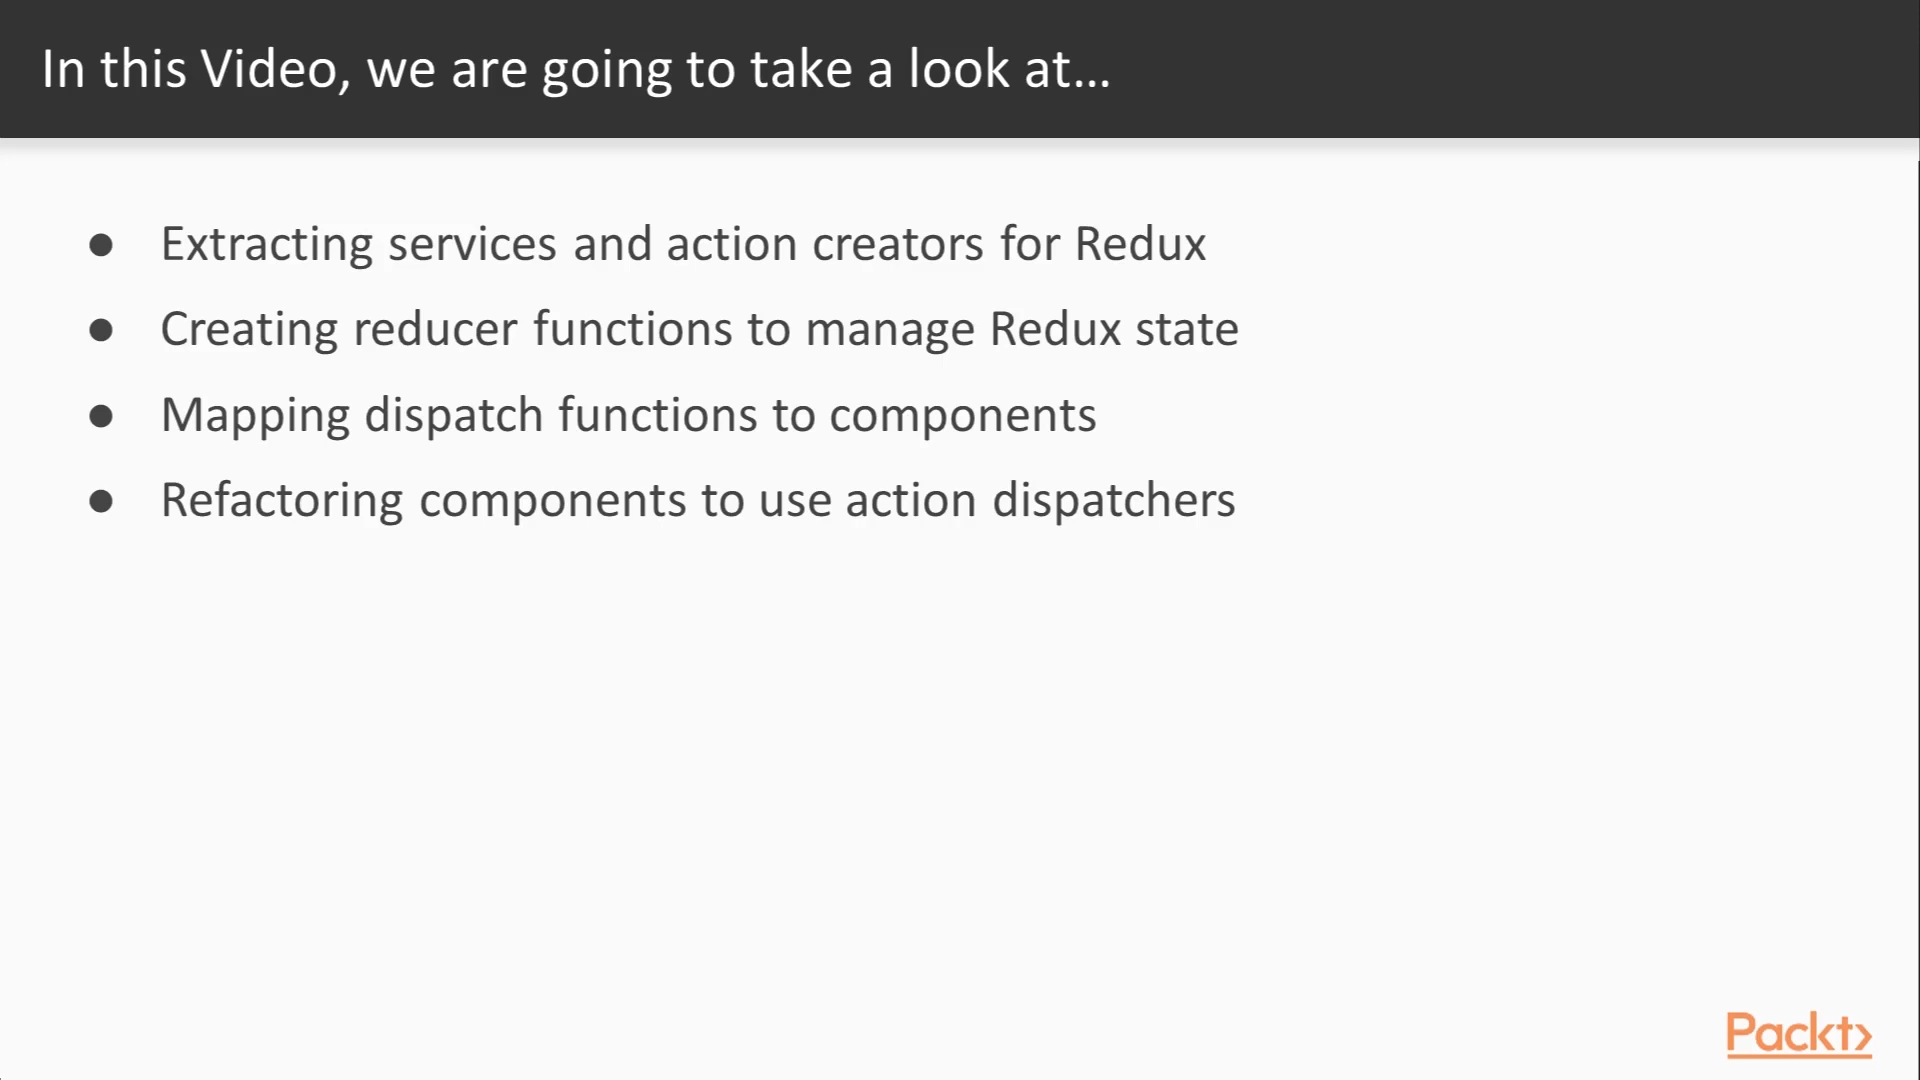 In this Video, we are going to take a look at...
● Extracting services and action creators for Redux
● Creating reducer functions to manage Redux state
● Mapping dispatch functions to components
● Refactoring components to use action dispatchers
Packt>